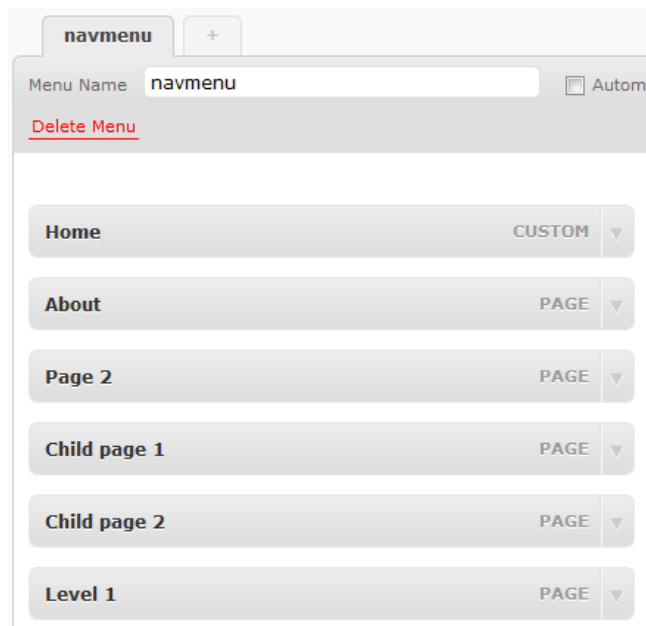 navmenu +
Menu Name navmenu Autom
Delete Menu
Home CUSTOM
About PAGE
Page 2 PAGE
Child page 1 PAGE
Child page 2 PAGE
Level 1 PAGE